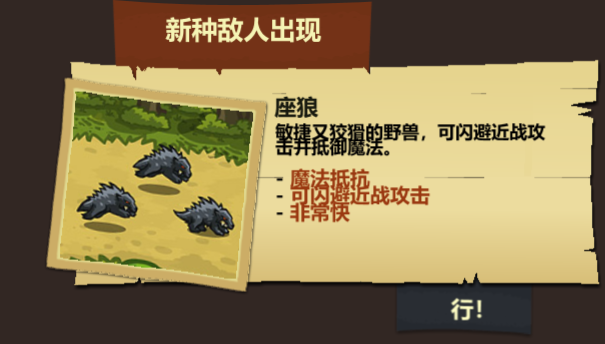 新种敌人出现
座狼
敏捷又狡猾的野兽，可闪避近战攻
击并抵御魔法。
- 魔法抵抗
- 可闪避近战攻击
- 非常快
行!